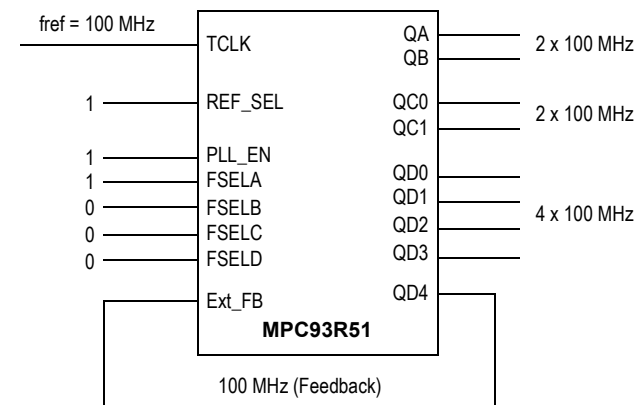 fref = 100 MHz
TCLK
QA
QB
2 x 100 MHz
1
REF_SEL
QC0
QC1
2 x 100 MHz
1
PLL_EN
1
FSELA
0
FSELB
0
FSELC
0
FSELD
QD0
QD1
QD2
QD3
4 x 100 MHz
Ext_FB
QD4
MPC93R51
100 MHz (Feedback)